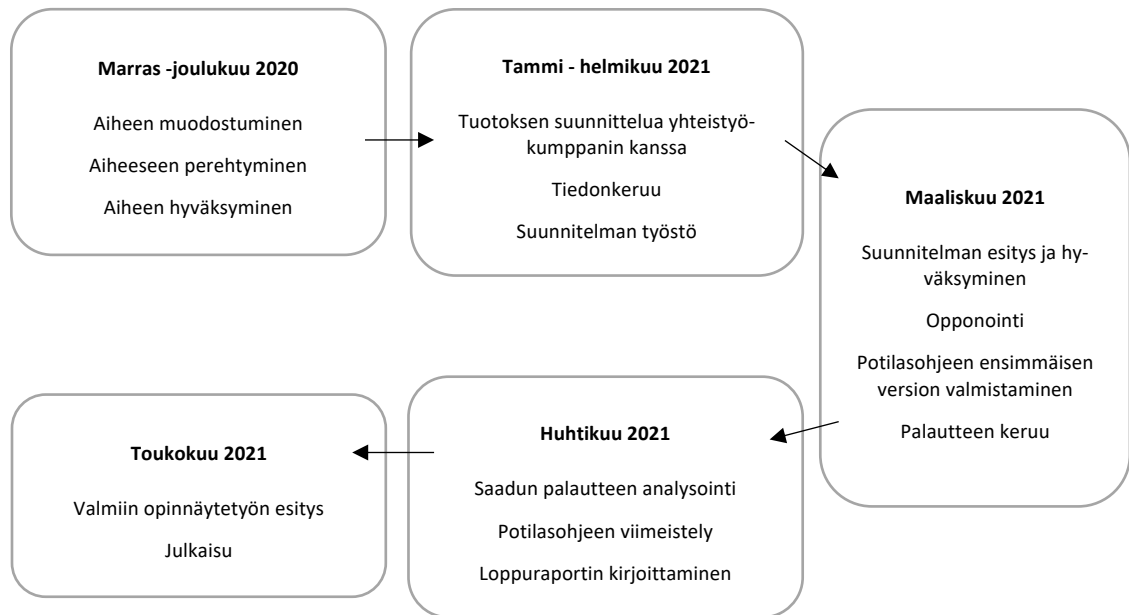 Marras -joulukuu 2020
Aiheen muodostuminen
Aiheeseen perehtyminen
Aiheen hyväksyminen
Tammi - helmikuu 2021
Tuotoksen suunnittelua yhteistyö-
kumppanin kanssa
Tiedonkeruu
Suunnitelman työstö
Maaliskuu 2021
Suunnitelman esitys ja hy-
väksyminen
Opponointi
Potilasohjeen ensimmäisen
version valmistaminen
Palautteen keruu
Huhtikuu 2021
Saadun palautteen analysointi
Potilasohjeen viimeistely
Loppuraportin kirjoittaminen
Toukokuu 2021
Valmiin opinnäytetyön esitys
Julkaisu